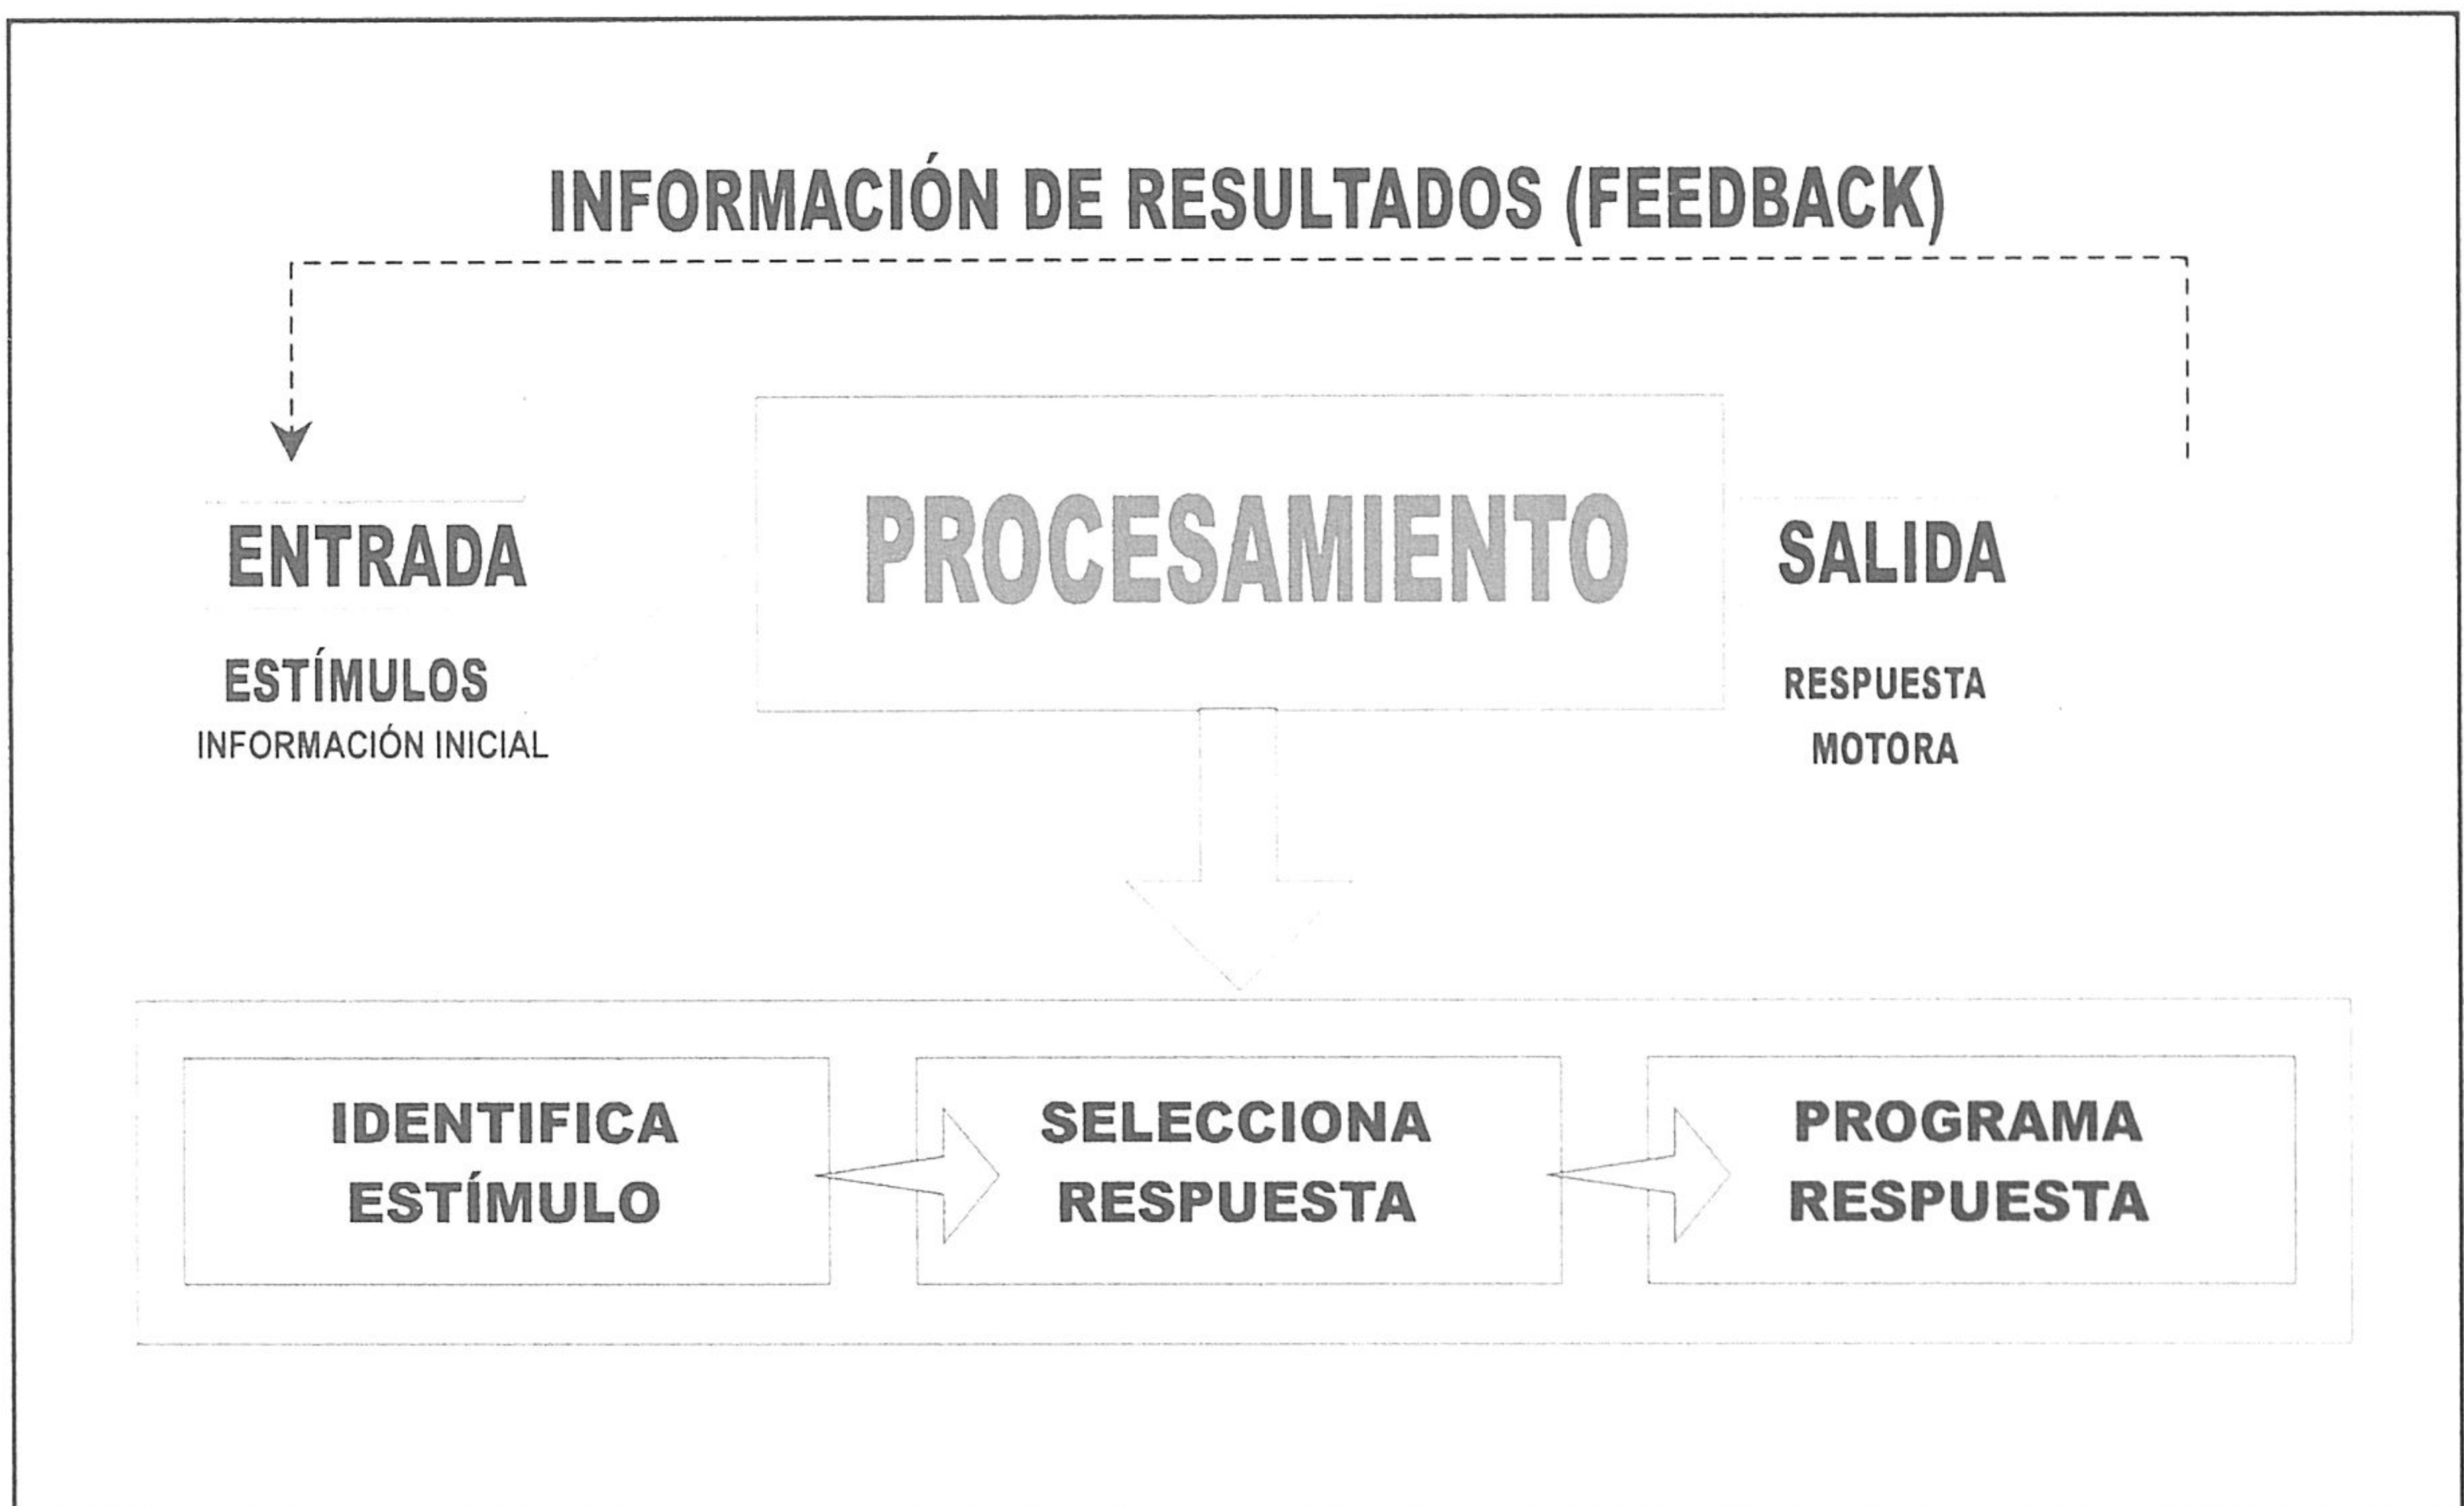 INFORMACIÓN DE RESULTADOS (FEEDBACK)
ENTRADA
ESTÍMULOS
INFORMACIÓN INICIAL
PROCESAMIENTO
SALIDA
RESPUESTA
MOTORA
IDENTIFICA
ESTÍMULO
SELECCIONA
RESPUESTA
PROGRAMA
RESPUESTA